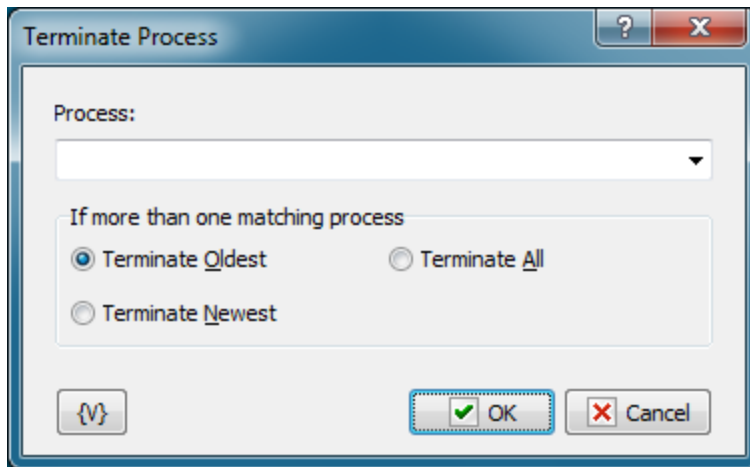 Terminate Process
?
Process:
If more than one matching process
Terminate Oldest
Terminate All
Terminate Newest
{V}
OK
Cancel